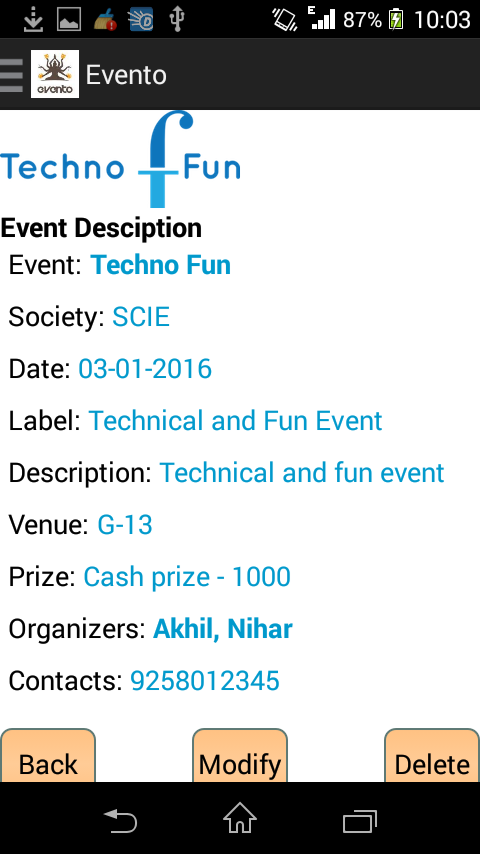 E 87% 10:03
evento Evento
Techno f Fun
Event Desciption
Event: Techno Fun
Society: SCIE
Date: 03-01-2016
Label: Technical and Fun Event
Description: Technical and fun event
Venue: G-13
Prize: Cash prize - 1000
Organizers: Akhil, Nihar
Contacts: 9258012345
Back Modify Delete